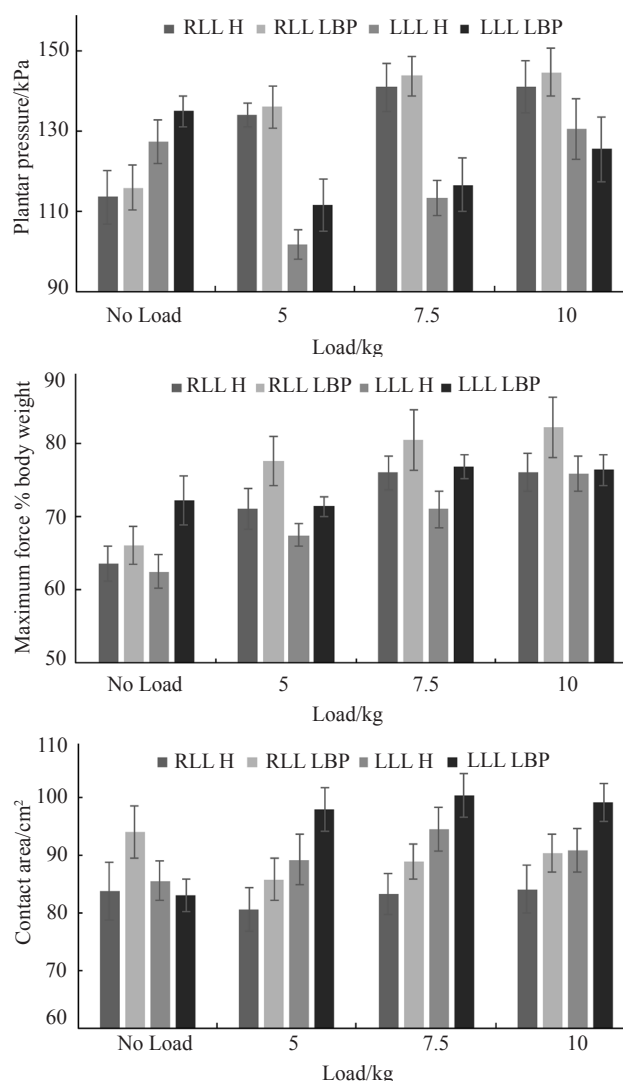 RLL H RLL LBP LLL H LLL LBP
Plantar pressure/kPa
150
130
110
90
No Load 5 7.5 10
Load/kg
RLL H RLL LBP LLL H LLL LBP
Maximum force % body weight
90
80
70
60
50
No Load 5 7.5 10
Load/kg
RLL H RLL LBP LLL H LLL LBP
Contact area/cm²
110
100
90
80
70
60
No Load 5 7.5 10
Load/kg